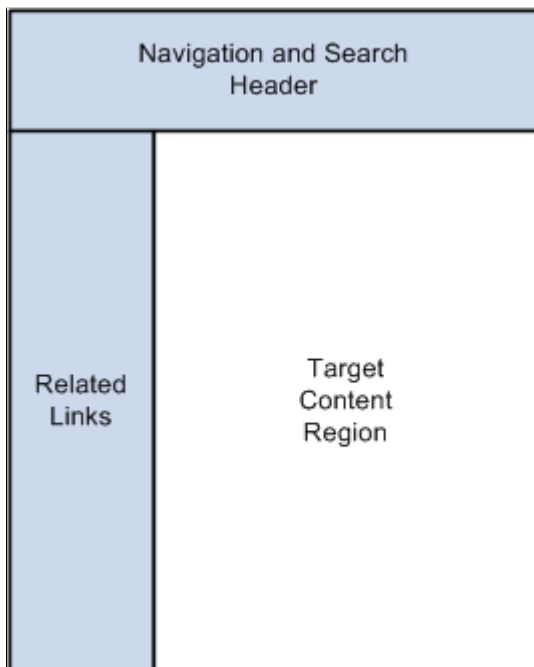 Navigation and Search
Header
Related
Links
Target
Content
Region